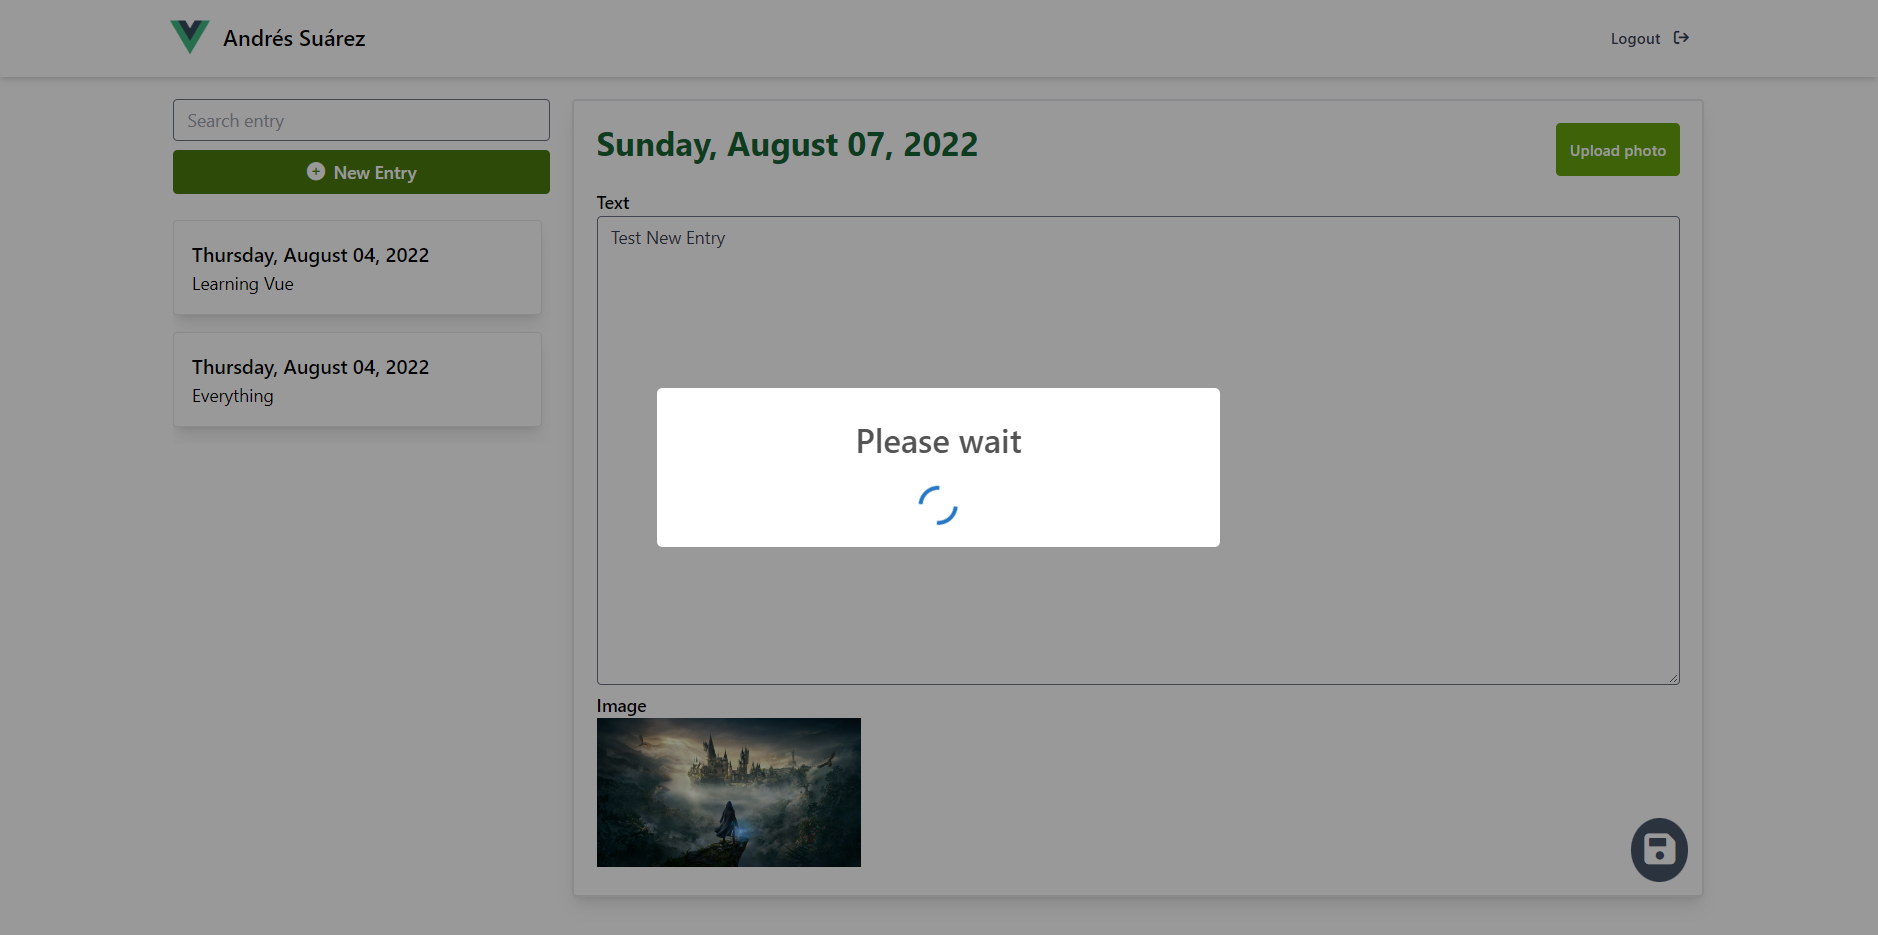 Andrés Suárez
Logout
Search entry
New Entry
Thursday, August 04, 2022
Learning Vue
Thursday, August 04, 2022
Everything
Sunday, August 07, 2022
Upload photo
Text
Test New Entry
Please wait
Image